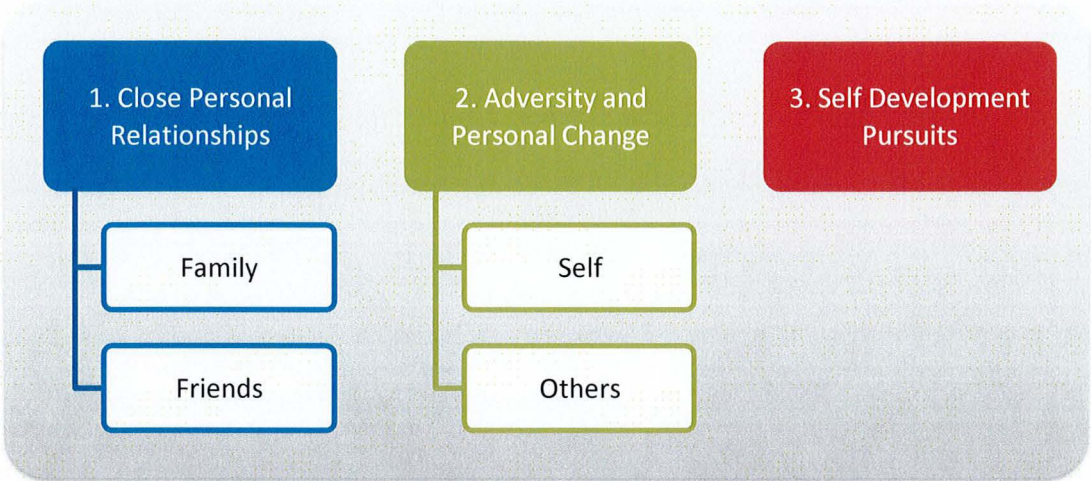 1. Close Personal
Relationships
Family
Friends
2. Adversity and
Personal Change
Self
Others
3. Self Development
Pursuits